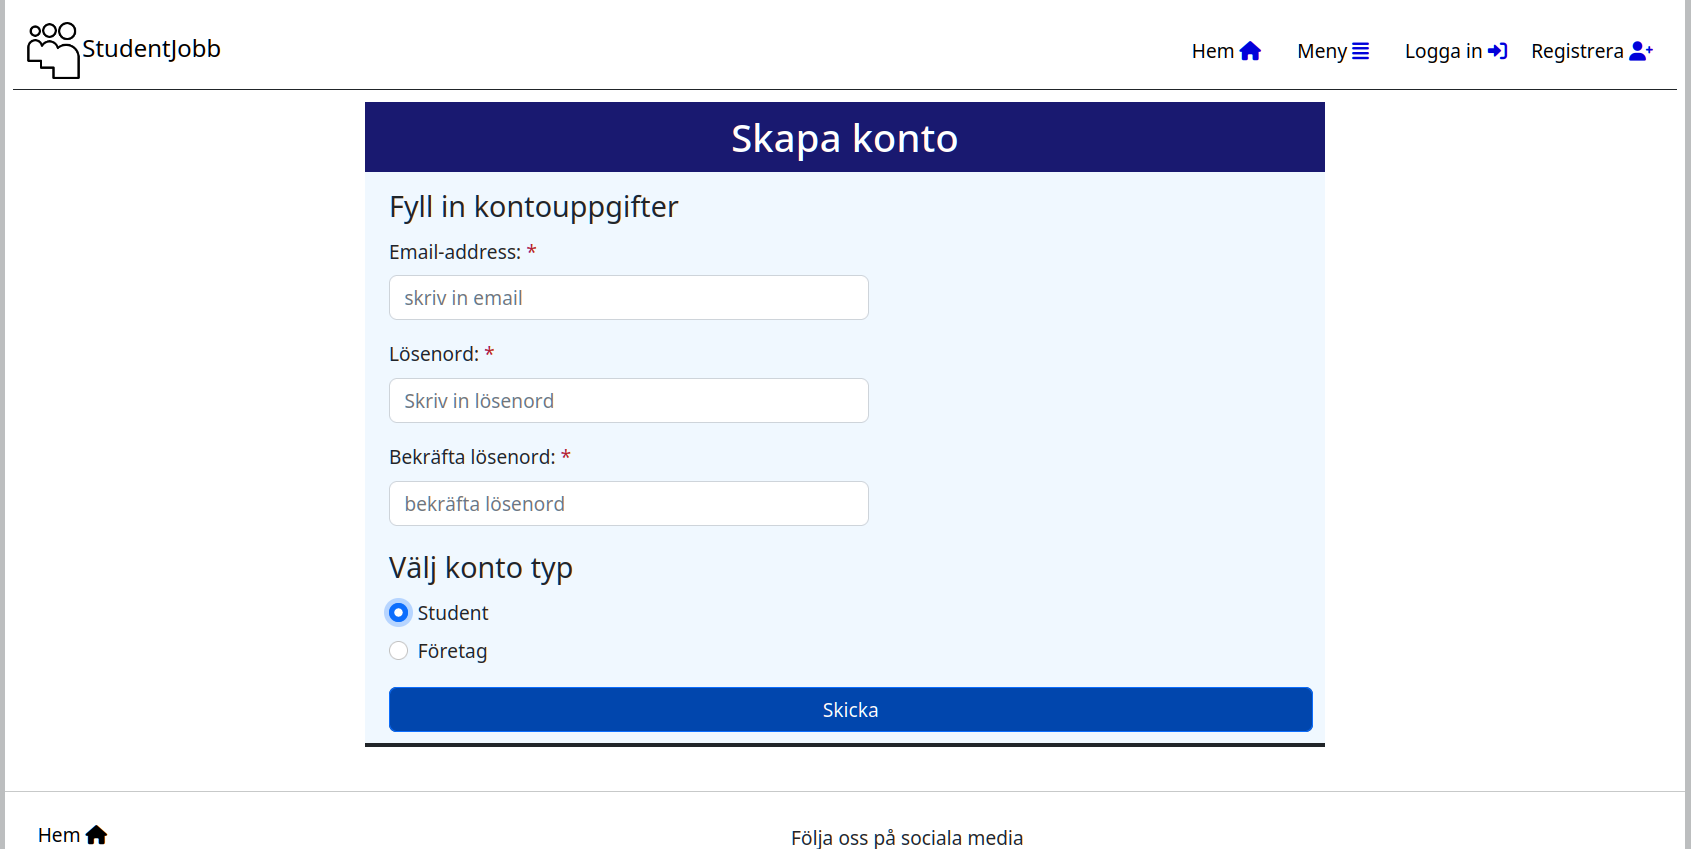 StudentJobb
Hem Meny Logga in Registrera
Skapa konto
Fyll in kontouppgifter
Email-address: *
skriv in email
Lösenord: *
Skriv in lösenord
Bekräfta lösenord: *
bekräfta lösenord
Välj konto typ
Student
Företag
Skicka
Hem
Följa oss på sociala media